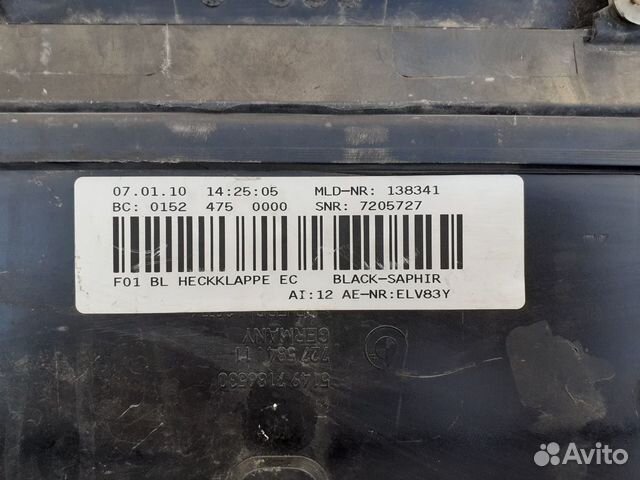 07.01.10 14:25:05 MLD-NR: 138341
BC: 0152 475 0000 SNR: 7205727
F01 BL HECKKLAPPE EC BLACK-SAPHIR
AI:12 AE-NR:ELV83Y
GERMANY
Avito